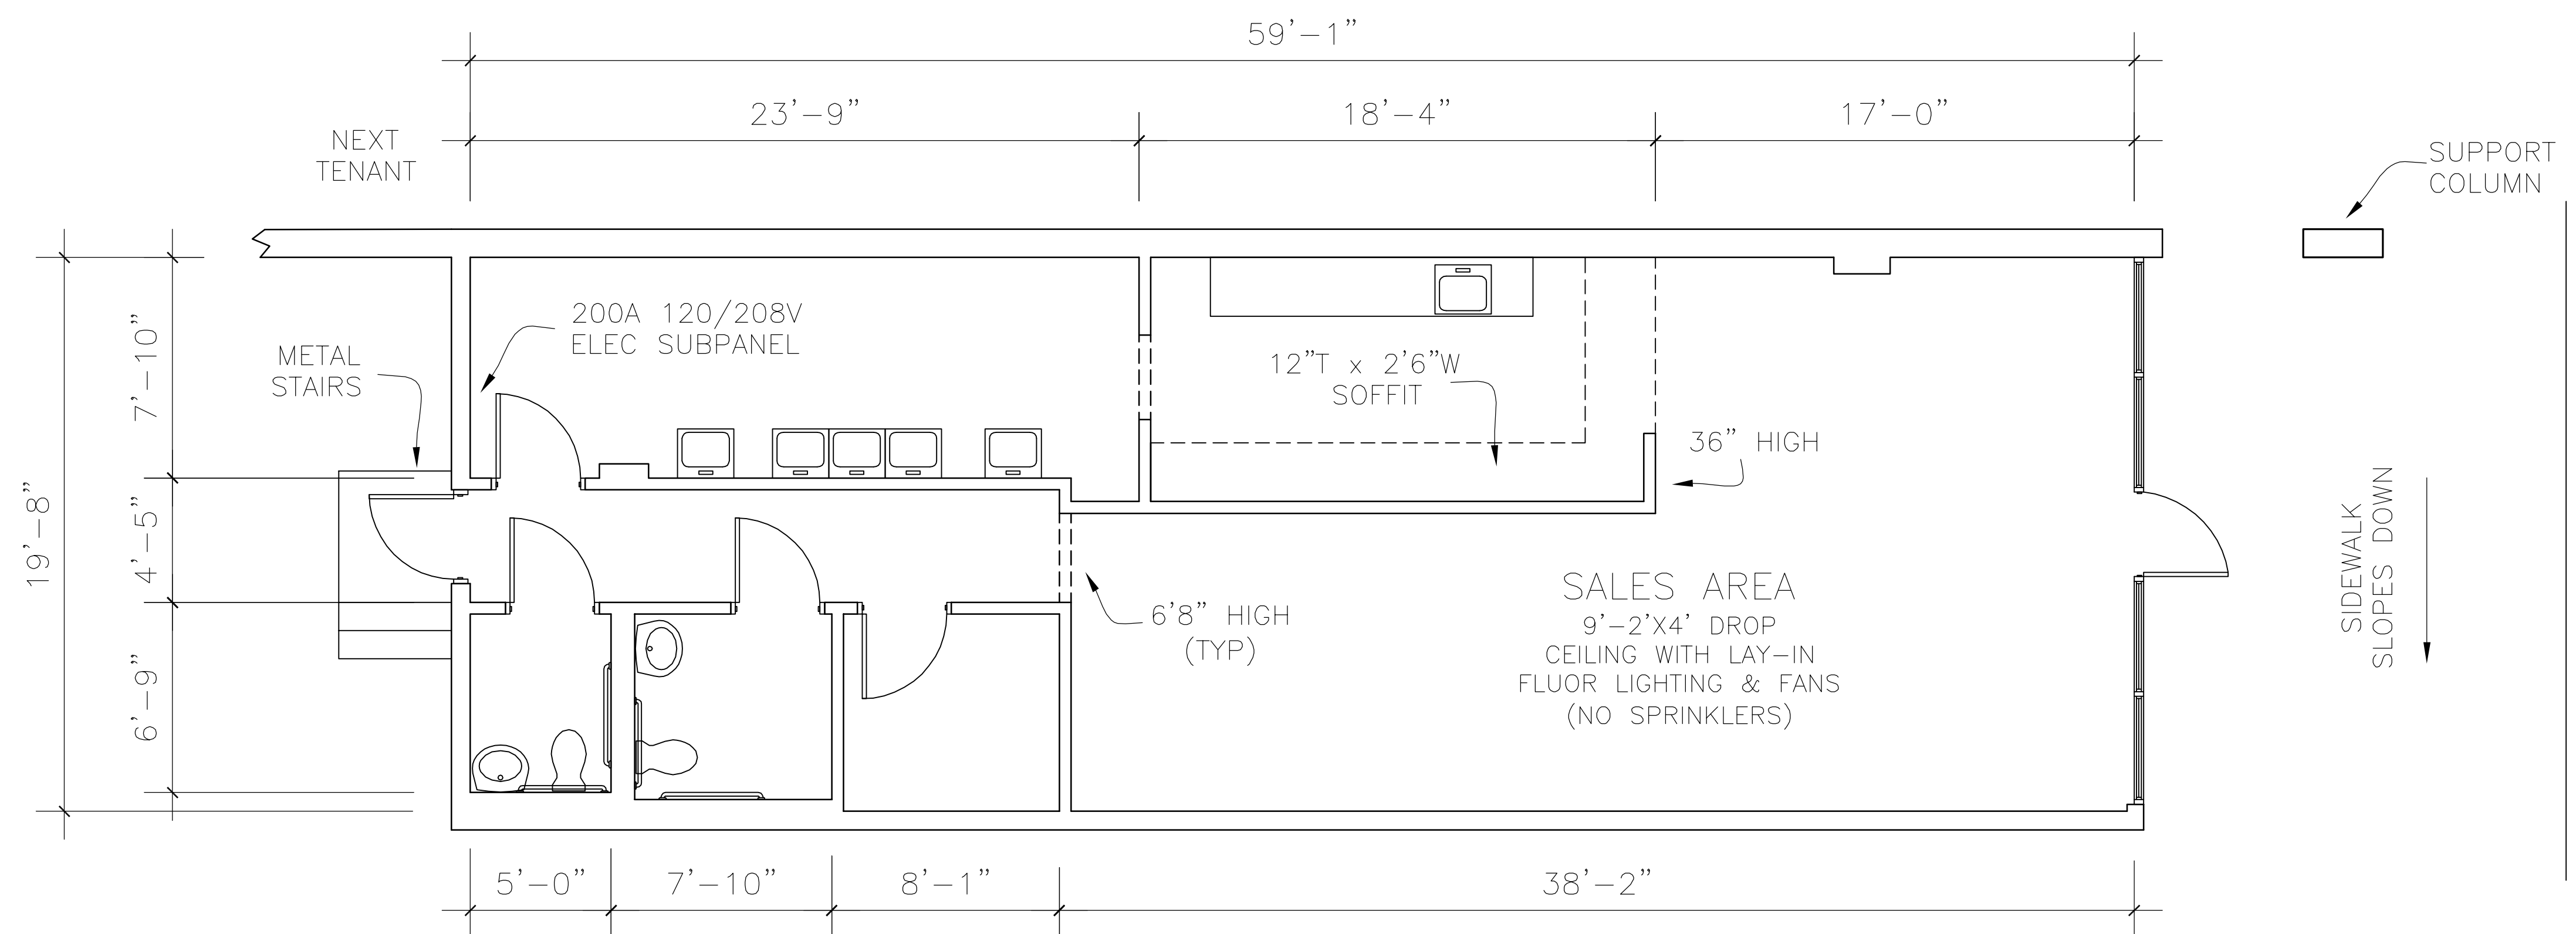 59'-1"
23'-9"
18'-4"
17'-0"
NEXT
TENANT
SUPPORT
COLUMN
200A 120/208V
ELEC SUBPANEL
METAL
STAIRS
12"T x 2'6"W
SOFFIT
36" HIGH
7'-10"
4'-5"
6'-9"
19'-8"
6'8" HIGH
(TYP)
SALES AREA
9'-2'X4' DROP
CEILING WITH LAY-IN
FLUOR LIGHTING & FANS
(NO SPRINKLERS)
SIDEWALK
SLOPES DOWN
5'-0"
7'-10"
8'-1"
38'-2"